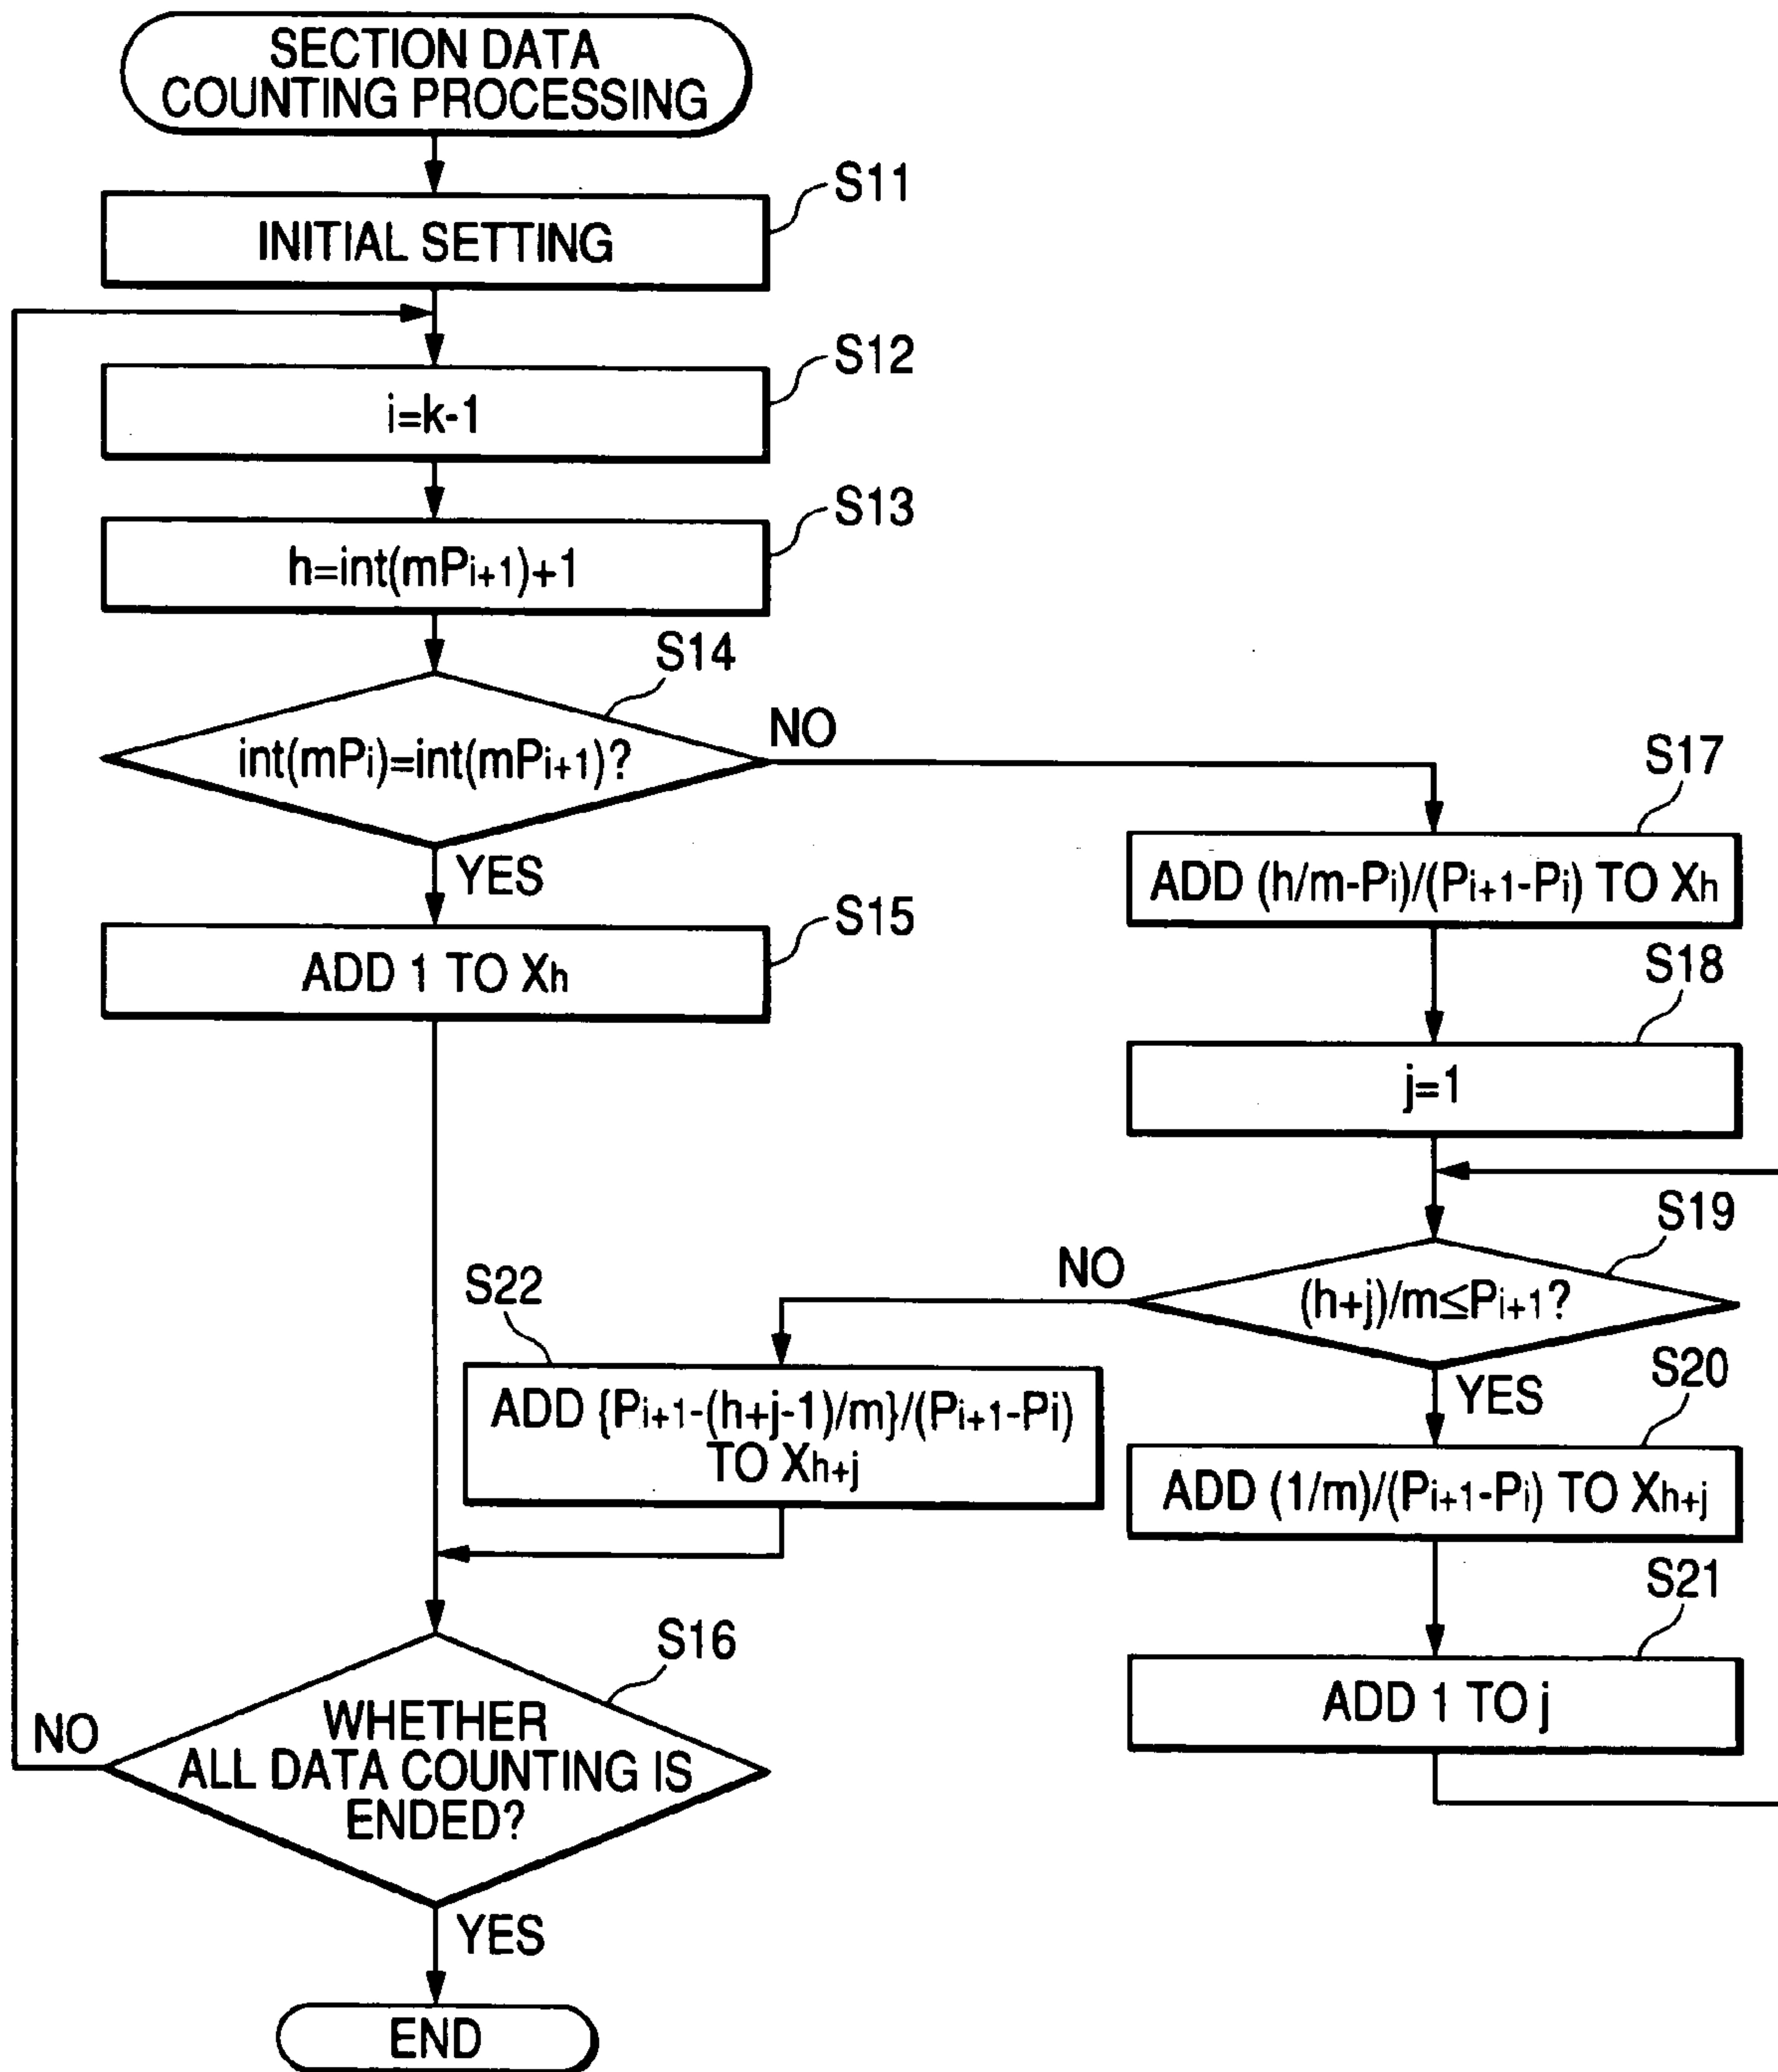 SECTION DATA
COUNTING PROCESSING
S11
INITIAL SETTING
S12
i=k-1
S13
h=int(mPi+1)+1
S14
int(mPi)=int(mPi+1)?
NO
YES
S15
ADD 1 TO Xh
S17
ADD (h/m-Pi)/(Pi+1-Pi) TO Xh
S18
j=1
S19
(h+j)/m≤Pi+1?
NO
YES
S22
ADD {Pi+1-(h+j-1)/m}/(Pi+1-Pi)
TO Xh+j
S20
ADD (1/m)/(Pi+1-Pi) TO Xh+j
S21
ADD 1 TO j
S16
WHETHER
ALL DATA COUNTING IS
ENDED?
NO
YES
END